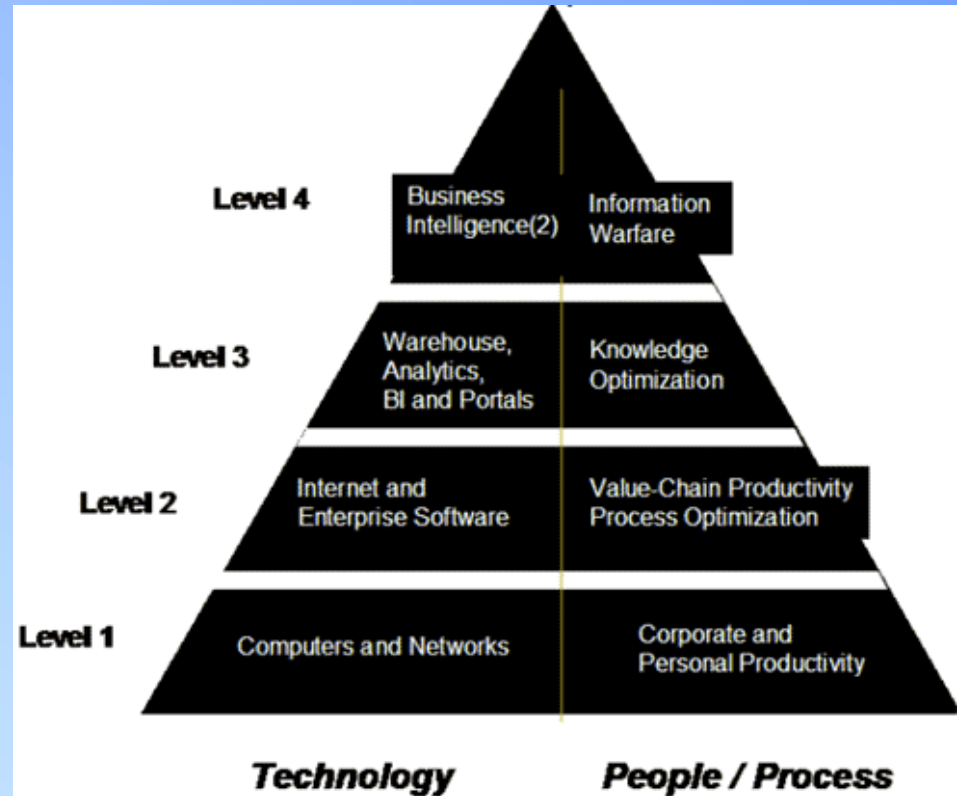 Level 4
Business
Intelligence(2)
Information
Warfare
Level 3
Warehouse,
Analytics,
BI and Portals
Knowledge
Optimization
Level 2
Internet and
Enterprise Software
Value-Chain Productivity
Process Optimization
Level 1
Computers and Networks
Corporate and
Personal Productivity
Technology
People / Process